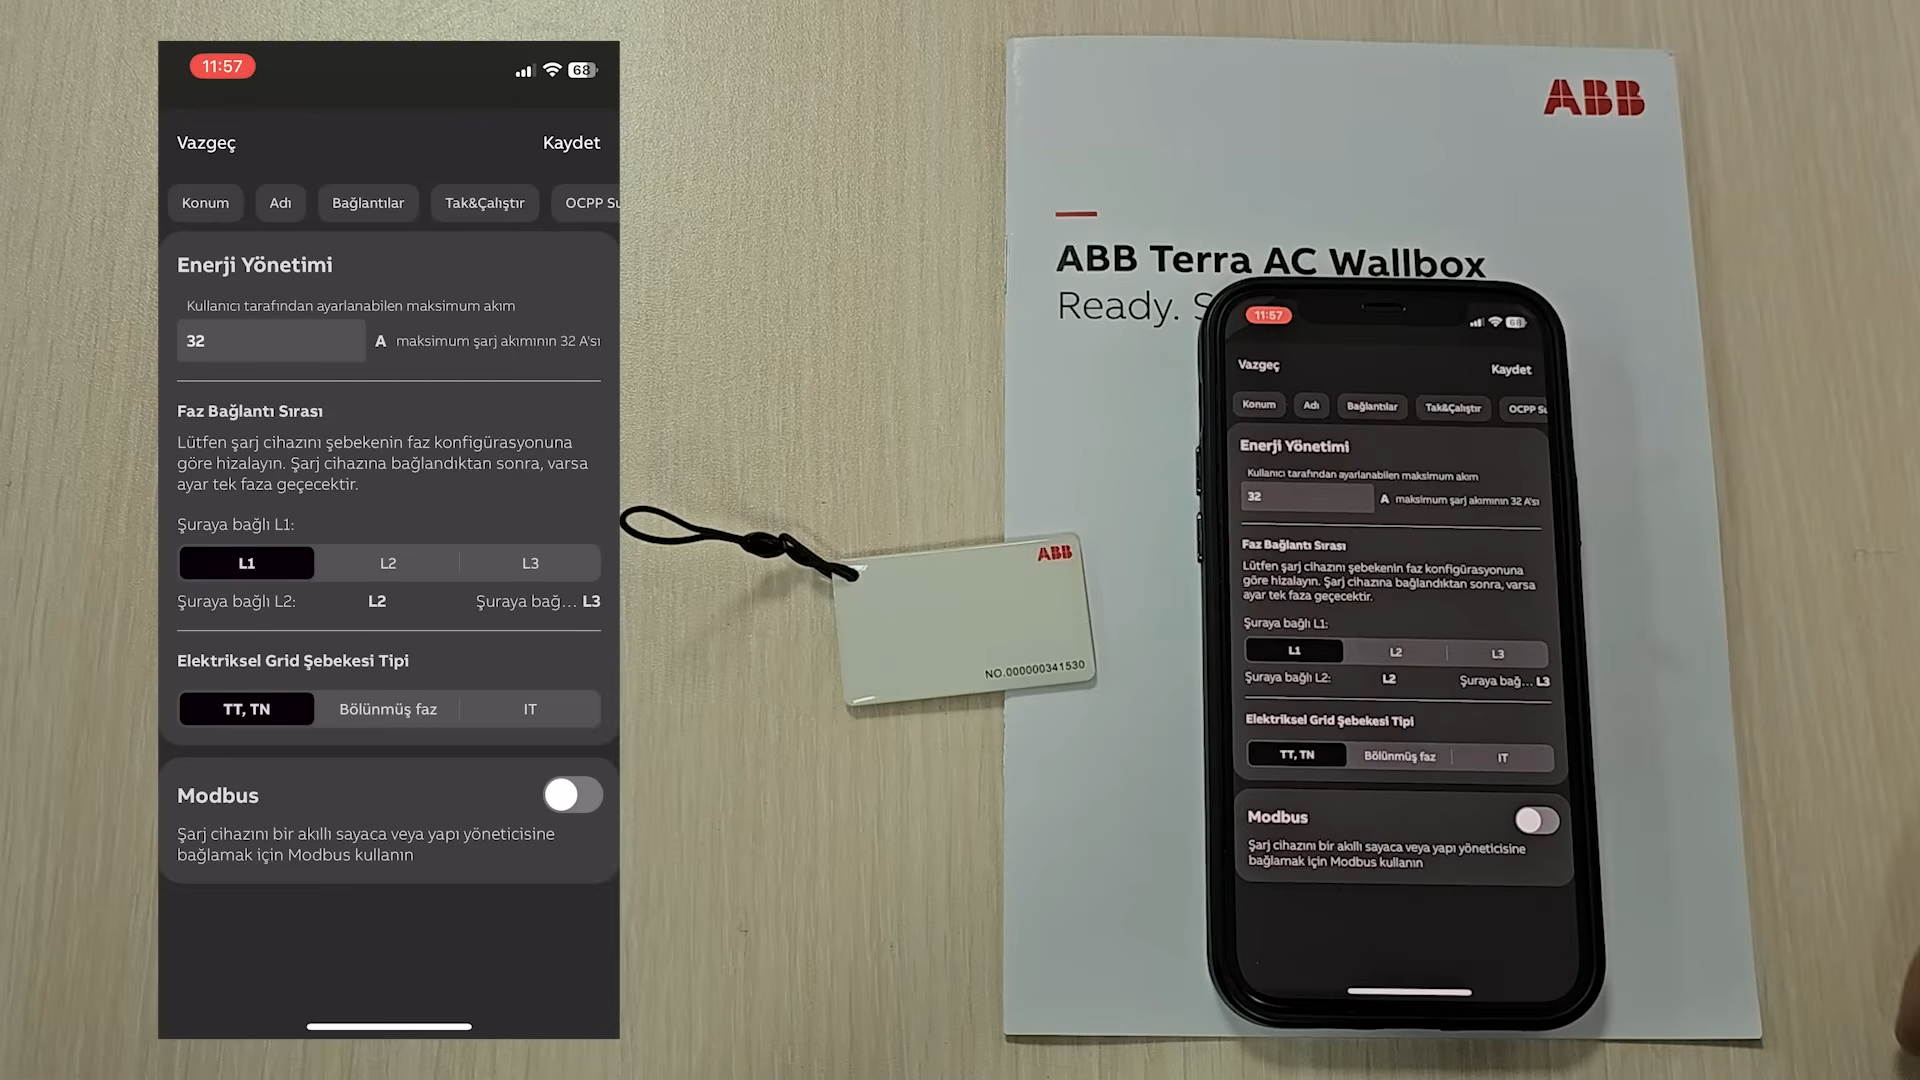 11:57
68
Vazgeç
Kaydet
Konum
Adı
Bağlantılar
Tak&Çalıştır
OCPP Su
Enerji Yönetimi
Kullanıcı tarafından ayarlanabilen maksimum akım
32
A maksimum şarj akımının 32 A'sı
Faz Bağlantı Sırası
Lütfen şarj cihazını şebekenin faz konfigürasyonuna
göre hizalayın. Şarj cihazına bağlandıktan sonra, varsa
ayar tek faza geçecektir.
Şuraya bağlı L1:
L1
L2
L3
Şuraya bağlı L2: L2
Şuraya bağ... L3
Elektriksel Grid Şebekesi Tipi
TT, TN
Bölünmüş faz
IT
Modbus
Şarj cihazını bir akıllı sayaca veya yapı yöneticisine
bağlamak için Modbus kullanın
ABB
NO.000000341530
ABB
ABB Terra AC Wallbox
Ready. S
11:57
68
Vazgeç
Kaydet
Konum
Adı
Bağlantılar
Tak&Çalıştır
OCPP Su
Enerji Yönetimi
Kullanıcı tarafından ayarlanabilen maksimum akım
32
A maksimum şarj akımının 32 A'sı
Faz Bağlantı Sırası
Lütfen şarj cihazını şebekenin faz konfigürasyonuna
göre hizalayın. Şarj cihazına bağlandıktan sonra, varsa
ayar tek faza geçecektir.
Şuraya bağlı L1:
L1
L2
L3
Şuraya bağlı L2: L2
Şuraya bağ... L3
Elektriksel Grid Şebekesi Tipi
TT, TN
Bölünmüş faz
IT
Modbus
Şarj cihazını bir akıllı sayaca veya yapı yöneticisine
bağlamak için Modbus kullanın